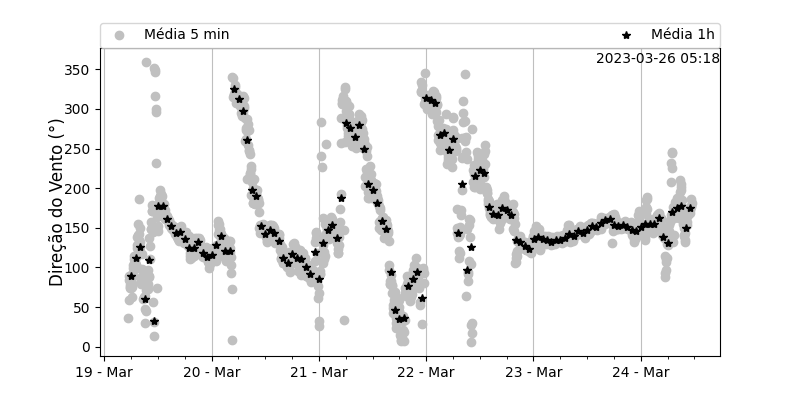 Média 5 min
Média 1h
2023-03-26 05:18
Direção do Vento (°)
350
300
250
200
150
100
50
0
19 - Mar
20 - Mar
21 - Mar
22 - Mar
23 - Mar
24 - Mar